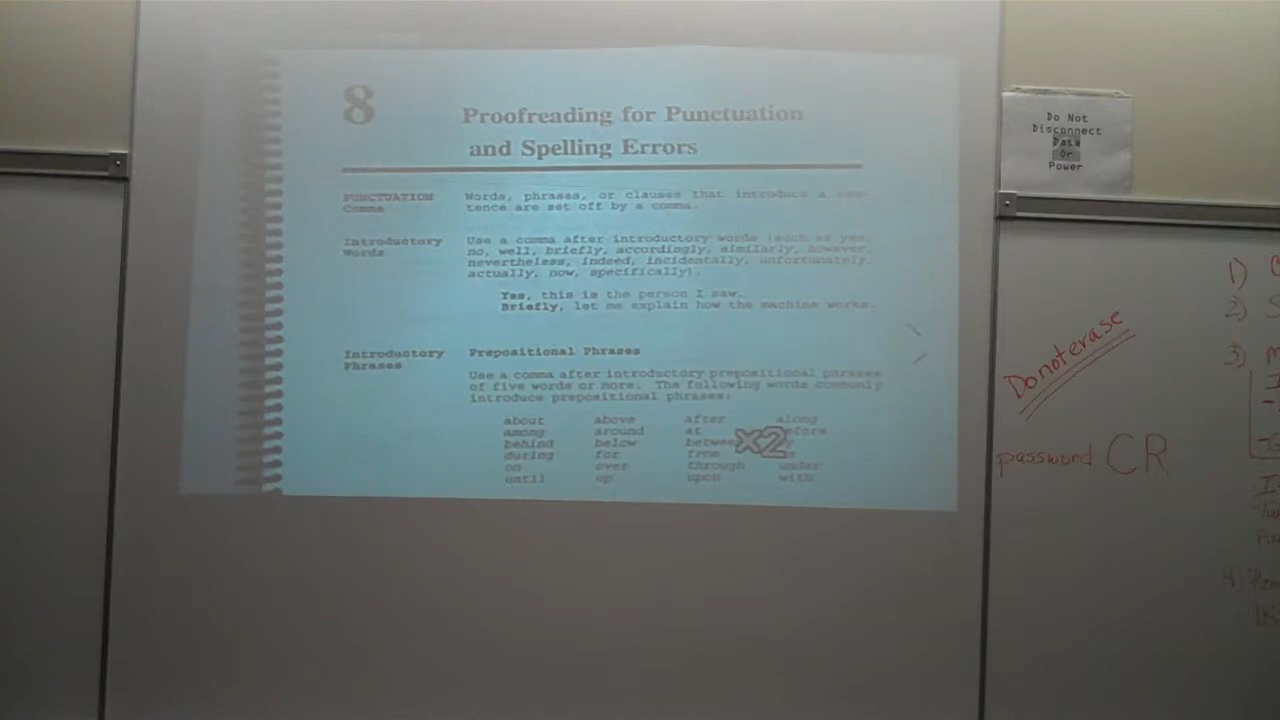 8
Proofreading for Punctuation
and Spelling Errors
PUNCTUATION
Comma
Words, phrases, or clauses that introduce a sen-
tence are set off by a comma.
Introductory
Words
Use a comma after introductory words (such as yes,
no, well, briefly, accordingly, similarly, however,
nevertheless, indeed, incidentally, unfortunately,
actually, now, specifically).
Yes, this is the person I saw.
Briefly, let me explain how the machine works.
Introductory
Phrases
Prepositional Phrases
Use a comma after introductory prepositional phrases
of five words or more. The following words commonly
introduce prepositional phrases:
about above after along
among around at
behind below
during for from
on over through under
until up upon with
x2
Do Not
Disconnect
Data
Or
Power
Do not erase
password CR
1)
2) S
3) M